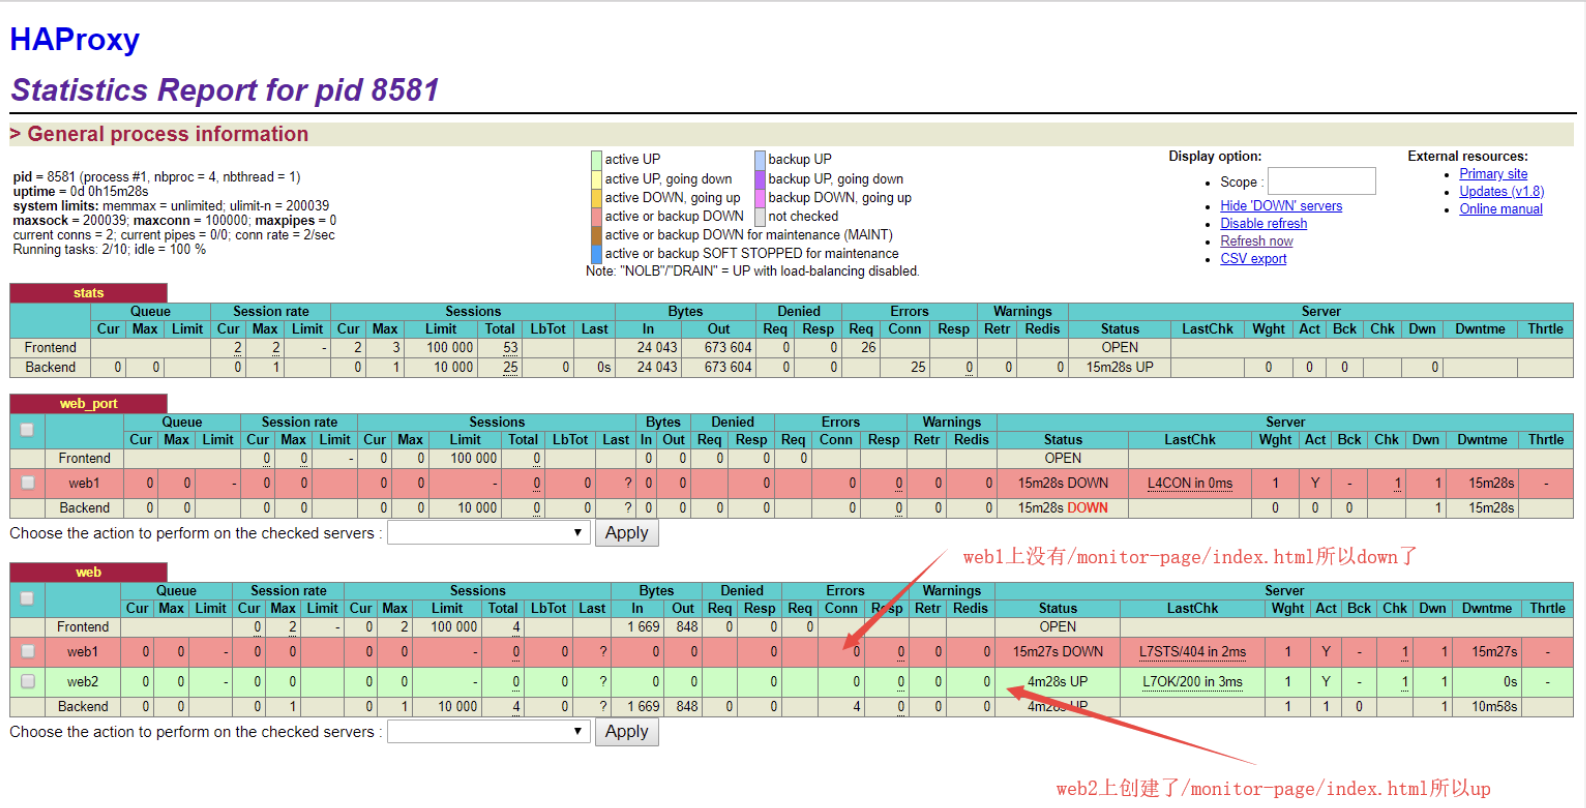 HAProxy
Statistics Report for pid 8581
> General process information
pid = 8581 (process #1, nbproc = 4, nbthread = 1)
uptime = 0d 0h15m28s
system limits: memmax = unlimited; ulimit-n = 200039
maxsock = 200039; maxconn = 100000; maxpipes = 0
current conns = 2; current pipes = 0/0; conn rate = 2/sec
Running tasks: 2/10; idle = 100 %
active UP backup UP
active UP, going down backup UP, going down
active DOWN, going up backup DOWN, going up
active or backup DOWN not checked
active or backup DOWN for maintenance (MAINT)
active or backup SOFT STOPPED for maintenance
Note: "NOLB"/"DRAIN" = UP with load-balancing disabled.
Display option:
Scope :
Hide 'DOWN' servers
Disable refresh
Refresh now
CSV export
External resources:
Primary site
Updates (v1.8)
Online manual
stats
Queue Session rate Sessions Bytes Denied Errors Warnings Server
Cur Max Limit Cur Max Limit Cur Max Limit Total LbTot Last In Out Req Resp Req Conn Resp Retr Redis Status LastChk Wght Act Bck Chk Dwn Dwntme Thrtle
Frontend 2 2 - 2 3 100 000 53 24 043 673 604 0 0 26 OPEN
Backend 0 0 0 1 0 1 10 000 25 0 0s 24 043 673 604 0 0 25 0 0 0 15m28s UP 0 0 0 0
web_port
Queue Session rate Sessions Bytes Denied Errors Warnings Server
Cur Max Limit Cur Max Limit Cur Max Limit Total LbTot Last In Out Req Resp Req Conn Resp Retr Redis Status LastChk Wght Act Bck Chk Dwn Dwntme Thrtle
Frontend 0 0 - 0 0 100 000 0 0 0 0 0 0 OPEN
web1 0 0 - 0 0 0 0 - 0 0 ? 0 0 0 0 0 0 0 15m28s DOWN L4CON in 0ms 1 Y - 1 1 15m28s -
Backend 0 0 0 0 0 0 10 000 0 0 ? 0 0 0 0 0 0 0 0 15m28s DOWN 0 0 0 1 15m28s
Choose the action to perform on the checked servers : Apply
web1上没有/monitor-page/index.html所以down了
web
Queue Session rate Sessions Bytes Denied Errors Warnings Server
Cur Max Limit Cur Max Limit Cur Max Limit Total LbTot Last In Out Req Resp Req Conn Resp Retr Redis Status LastChk Wght Act Bck Chk Dwn Dwntme Thrtle
Frontend 0 2 - 0 2 100 000 4 1 669 848 0 0 0 OPEN
web1 0 0 - 0 0 0 0 - 0 0 ? 0 0 0 0 0 0 0 15m27s DOWN L7STS/404 in 2ms 1 Y - 1 1 15m27s -
web2 0 0 - 0 0 0 0 - 0 0 ? 0 0 0 0 0 0 0 4m28s UP L7OK/200 in 3ms 1 Y - 1 1 0s -
Backend 0 0 0 1 0 1 10 000 4 0 ? 1 669 848 0 0 4 0 0 0 4m28s UP 1 1 0 1 10m58s
Choose the action to perform on the checked servers : Apply
web2上创建了/monitor-page/index.html所以up